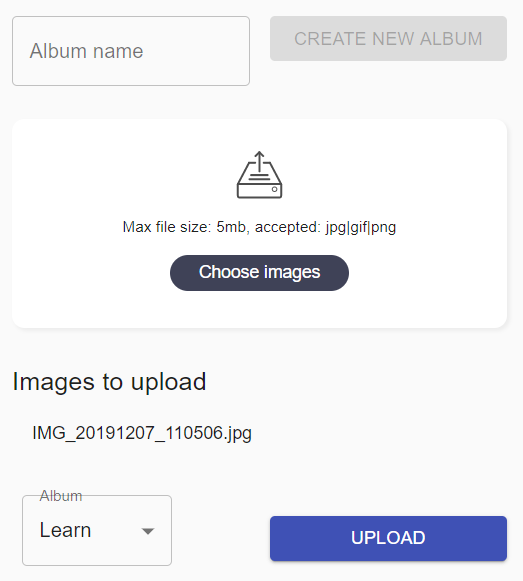 Album name
CREATE NEW ALBUM
Max file size: 5mb, accepted: jpg|gif|png
Choose images
Images to upload
IMG_20191207_110506.jpg
Album
Learn
UPLOAD